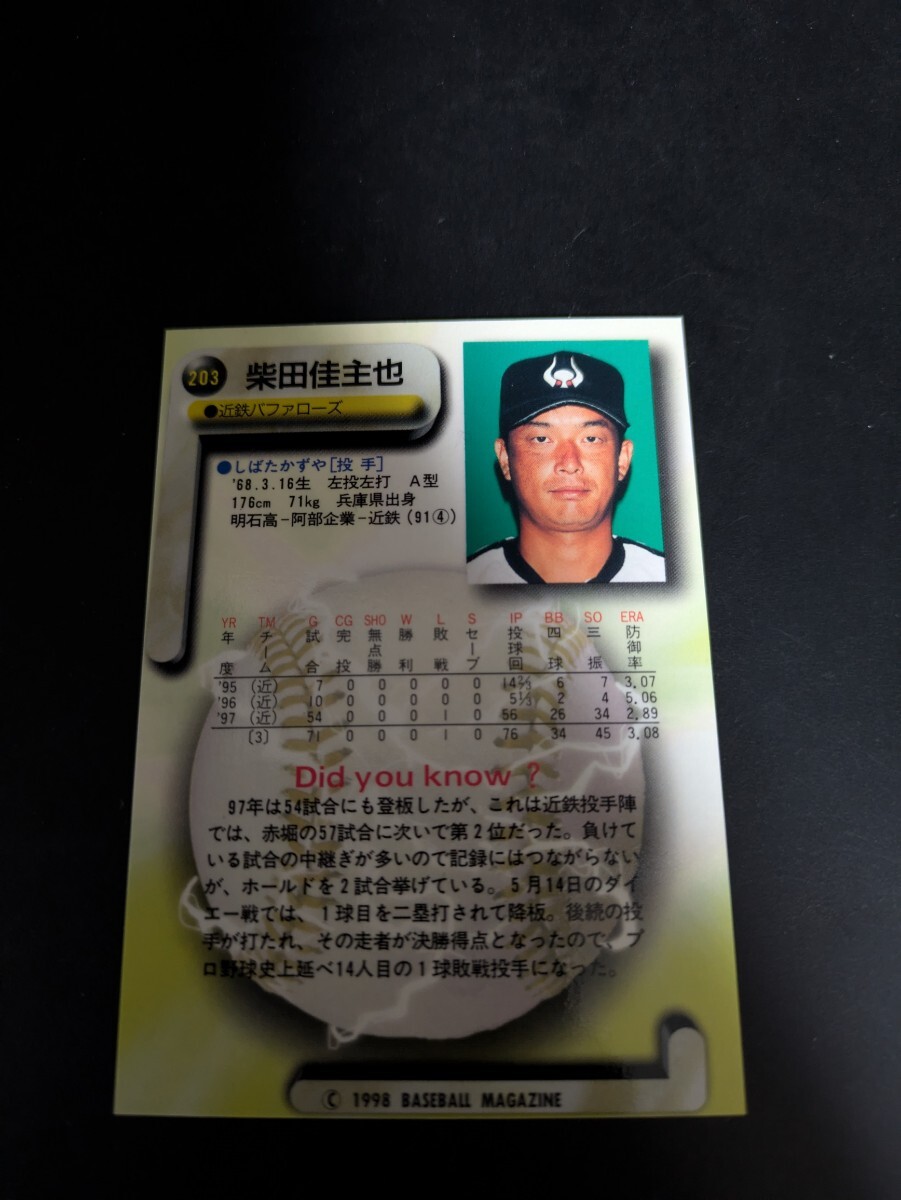 203 柴田佳主也
●近鉄バファローズ
●しばたかずや[投手]
'68.3.16生 左投左打 A型
176cm 71kg 兵庫県出身
明石高－阿部企業－近鉄(91④)
YR TM G CG SHO W L S IP BB SO ERA
年度 チーム 試合 完投 無点勝 勝利 敗戦 セーブ 投球回 四球 三振 防御率
'95 (近) 7 0 0 0 0 0 14⅔ 6 7 3.07
'96 (近) 10 0 0 0 0 0 5⅓ 2 4 5.06
'97 (近) 54 0 0 0 1 0 56 26 34 2.89
〔3〕 71 0 0 0 1 0 76 34 45 3.08
Did you know ?
97年は54試合にも登板したが、これは近鉄投手陣
では、赤堀の57試合に次いで第2位だった。負けて
いる試合の中継ぎが多いので記録にはつながらない
が、ホールドを2試合挙げている。5月14日のダイ
エー戦では、1球目を二塁打されて降板。後続の投
手が打たれ、その走者が決勝得点となったので、プ
ロ野球史上延べ14人目の1球敗戦投手になった。
© 1998 BASEBALL MAGAZINE